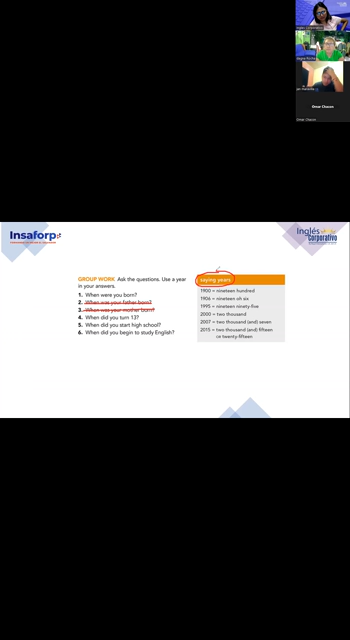 Inglés Corporativo
Omar Chacon
Omar Chacon
Insaforp
Inglés
Corporativo
GROUP WORK Ask the questions. Use a year
in your answers.
1. When were you born?
2. When was your father born?
3. When was your mother born?
4. When did you turn 13?
5. When did you start high school?
6. When did you begin to study English?
saying years
1900 = nineteen hundred
1906 = nineteen oh six
1995 = nineteen ninety-five
2000 = two thousand
2007 = two thousand (and) seven
2015 = two thousand (and) fifteen
or twenty-fifteen